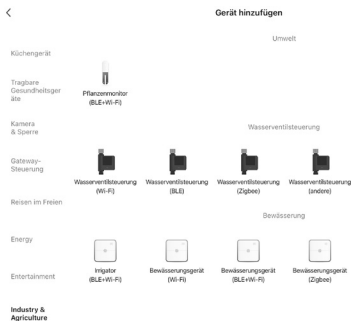 Gerät hinzufügen
Küchengerät
Tragbare
Gesundheitsger
äte
Kamera
& Sperre
Gateway-
Steuerung
Reisen im Freien
Energy
Entertainment
Industry &
Agriculture
Umwelt
Pflanzenmonitor
(BLE+Wi-Fi)
Wasserventilsteuerung
Wasserventilsteuerung
(Wi-Fi)
Wasserventilsteuerung
(BLE)
Wasserventilsteuerung
(Zigbee)
Wasserventilsteuerung
(andere)
Bewässerung
Irrigator
(BLE+Wi-Fi)
Bewässerungsgerät
(Wi-Fi)
Bewässerungsgerät
(BLE+Wi-Fi)
Bewässerungsgerät
(Zigbee)